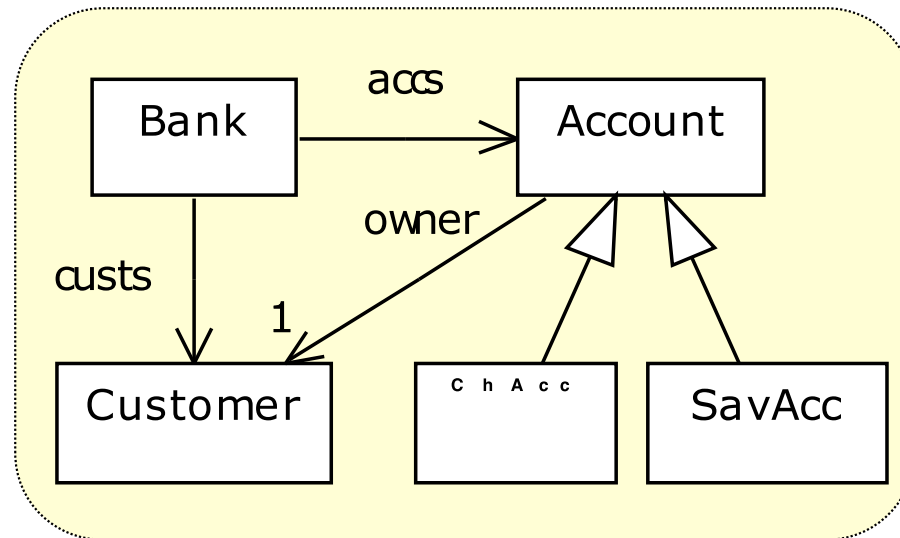 accs
Bank
Account
owner
custs
1
C h A c c
Customer
SavAcc